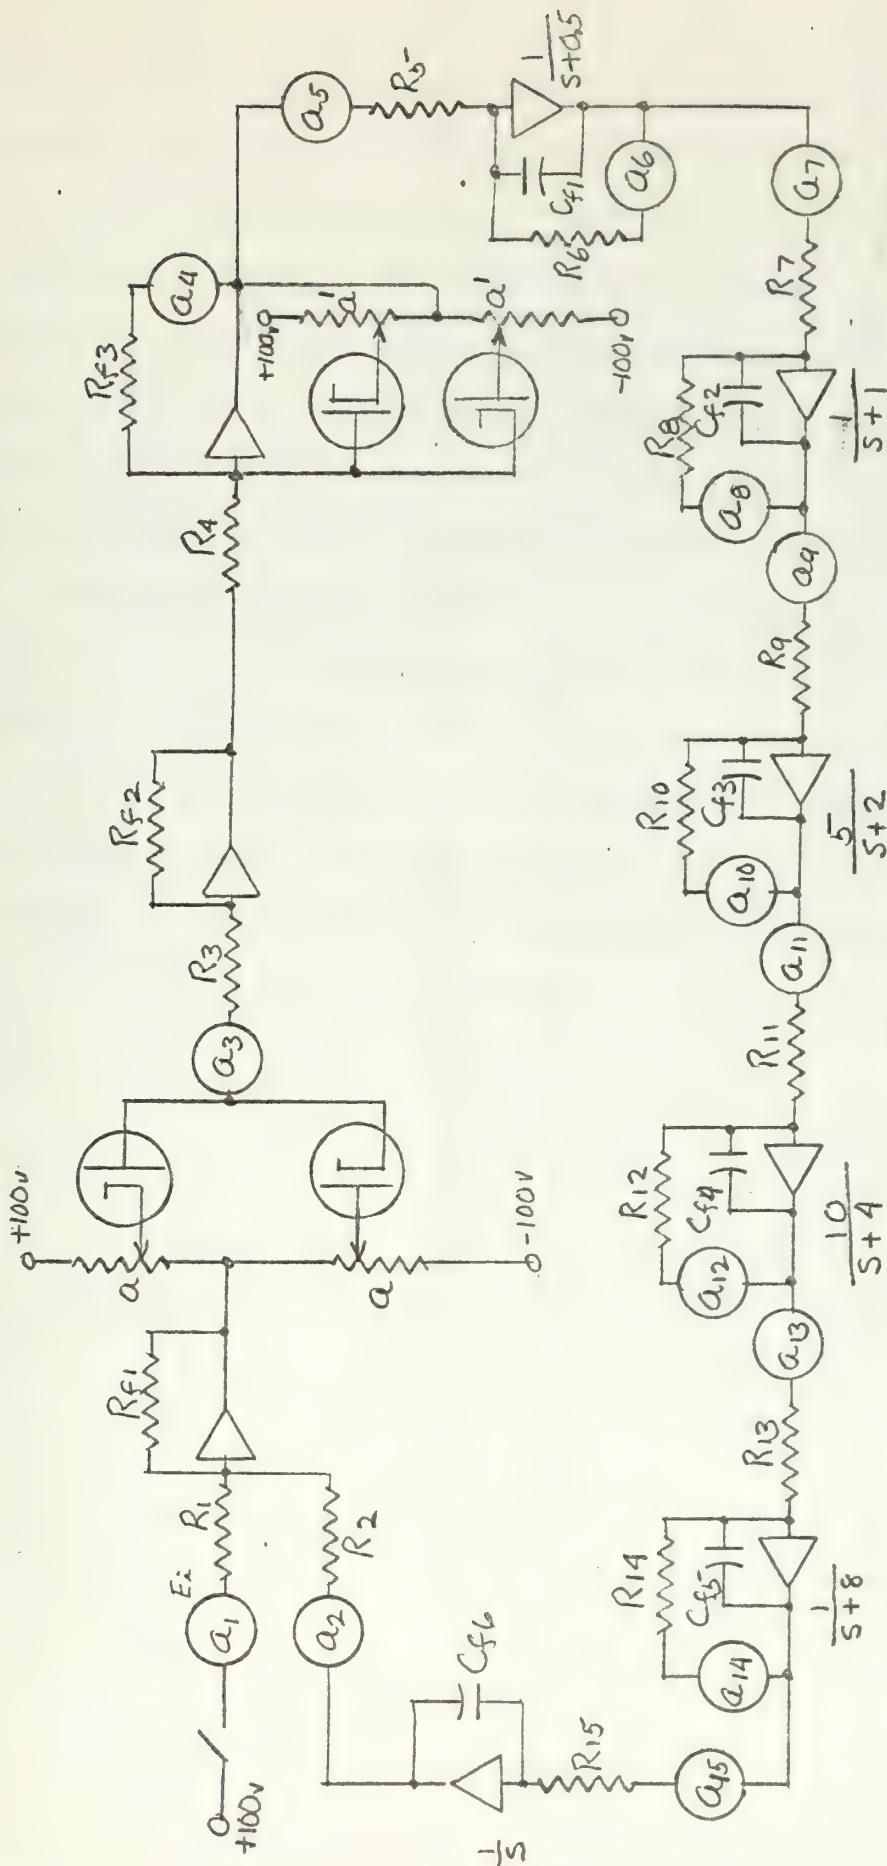 +100v
Ei
a1
R1
Rf1
a2
R2
+100v
a
a
-100v
a3
R3
Rf2
R4
Rf3
a4
+100v
a'
a'
-100v
a5
R5
1
s+0.5
Cf1
R6
a6
a7
R7
R8
Cf2
a8
1
s+1
a9
R9
R10
Cf3
a10
5
s+2
a11
R11
R12
Cf4
a12
10
s+4
a13
R13
R14
Cf5
a14
1
s+8
a15
R15
Cf6
1
s